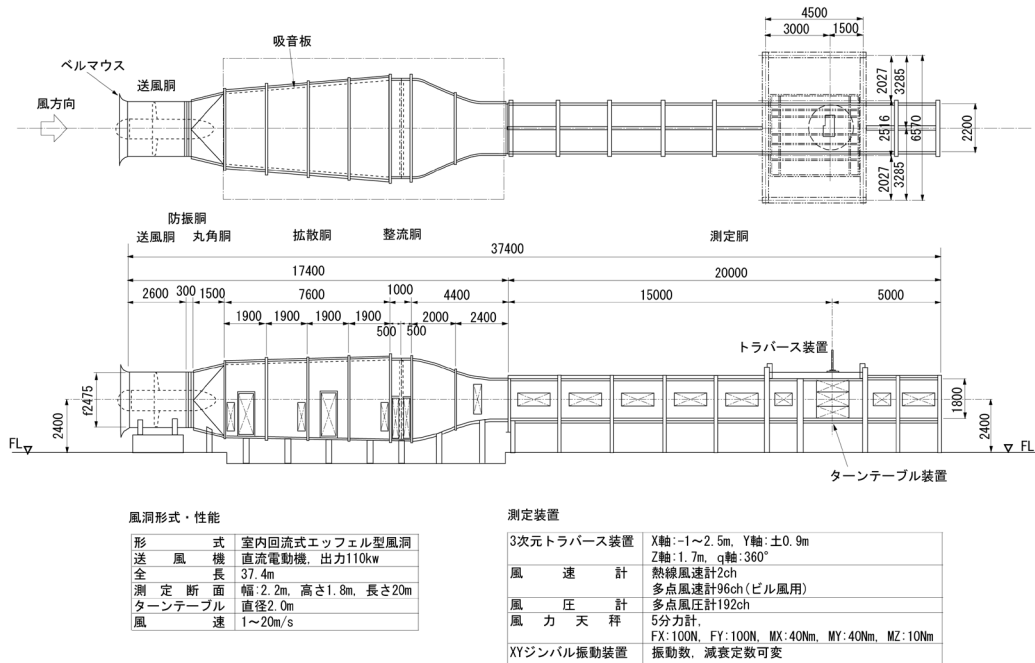 4500
3000
1500
吸音板
ベルマウス
送風胴
風方向
2027
3285
2516
6570
2200
2027
3285
防振胴
送風胴
丸角胴
拡散胴
整流胴
測定胴
37400
17400
20000
2600
300
1500
7600
1000
4400
15000
5000
1900
1900
1900
1900
500
500
2000
2400
トラバース装置
f2475
2400
1800
2400
FL
FL
ターンテーブル装置
風洞形式・性能
形式 室内回流式エッフェル型風洞
送風機 直流電動機, 出力110kw
全長 37.4m
測定断面 幅:2.2m, 高さ1.8m, 長さ20m
ターンテーブル 直径2.0m
風速 1～20m/s
測定装置
3次元トラバース装置 X軸:-1～2.5m, Y軸:土0.9m
Z軸:1.7m, q軸:360°
風速計 熱線風速計2ch
多点風速計96ch(ビル風用)
風圧計 多点風圧計192ch
風力天秤 5分力計,
FX:100N, FY:100N, MX:40Nm, MY:40Nm, MZ:10Nm
XYジンバル振動装置 振動数, 減衰定数可変